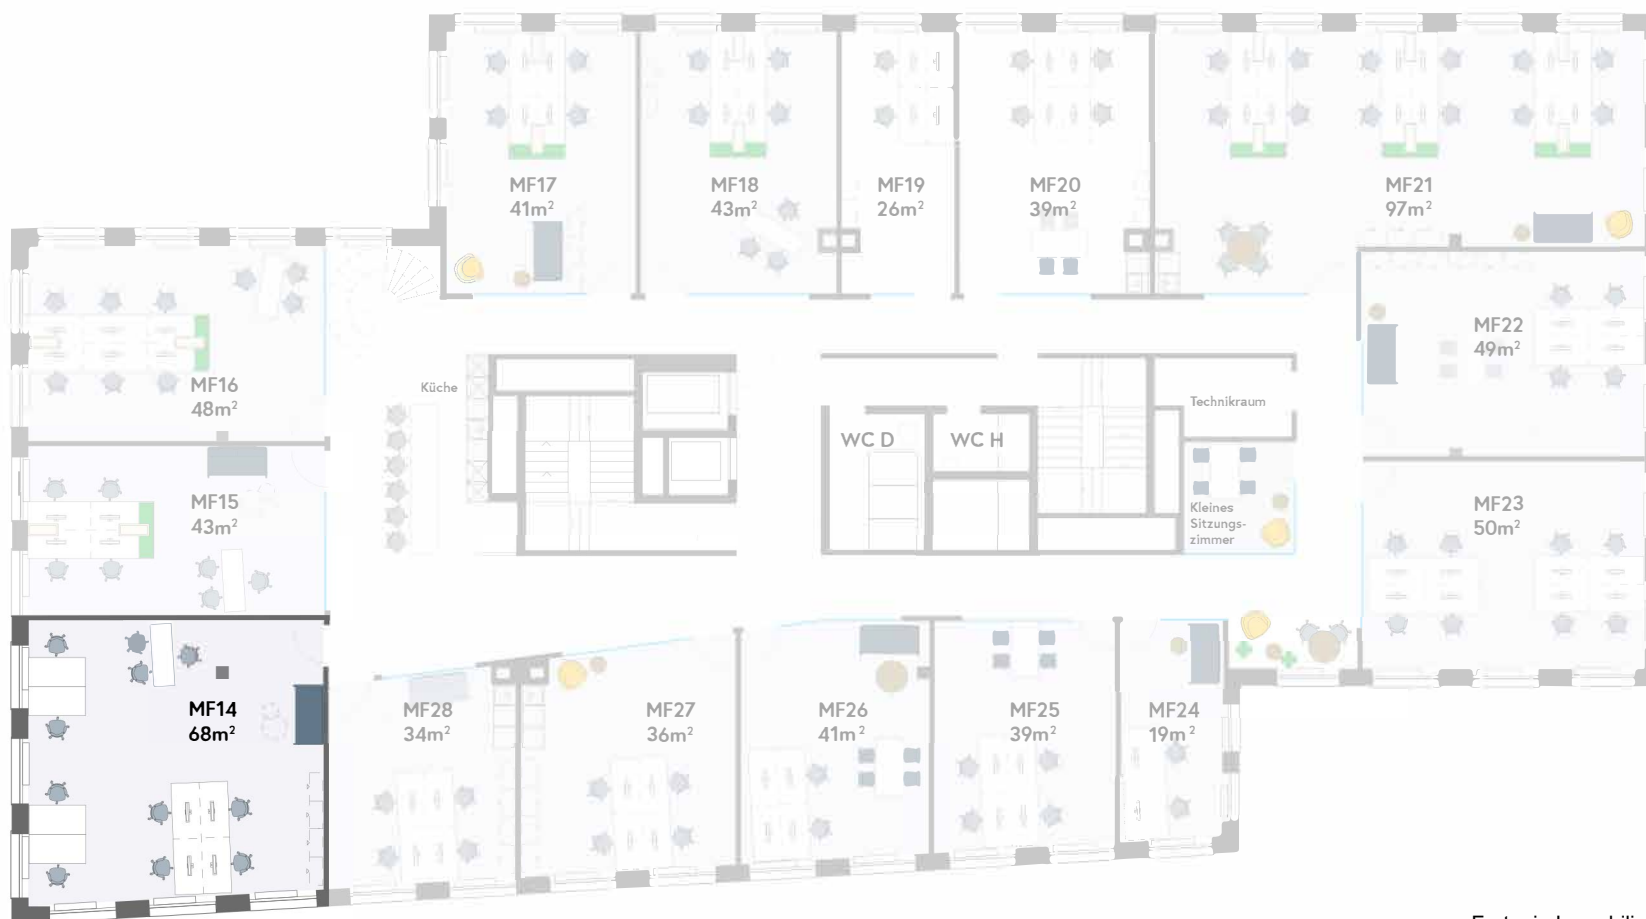 MF17
41m²
MF18
43m²
MF19
26m²
MF20
39m²
MF21
97m²
MF22
49m²
MF16
48m²
Küche
Technikraum
WC D
WC H
MF15
43m²
Kleines
Sitzungs-
zimmer
MF23
50m²
MF14
68m²
MF28
34m²
MF27
36m²
MF26
41m²
MF25
39m²
MF24
19m²